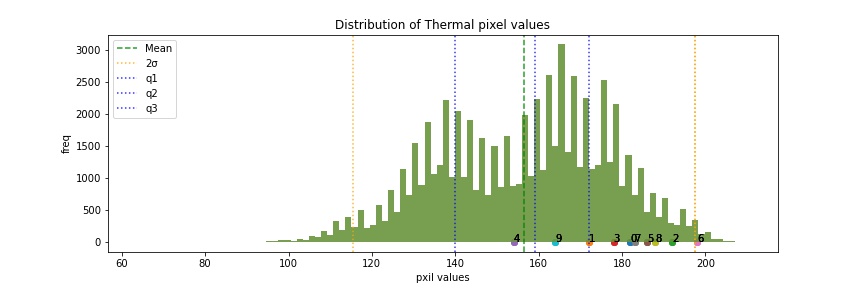 Distribution of Thermal pixel values
Mean
2σ
q1
q2
q3
freq
3000
2500
2000
1500
1000
500
0
4 9 1 3 0 7 5 8 2 6
60 80 100 120 140 160 180 200
pxil values